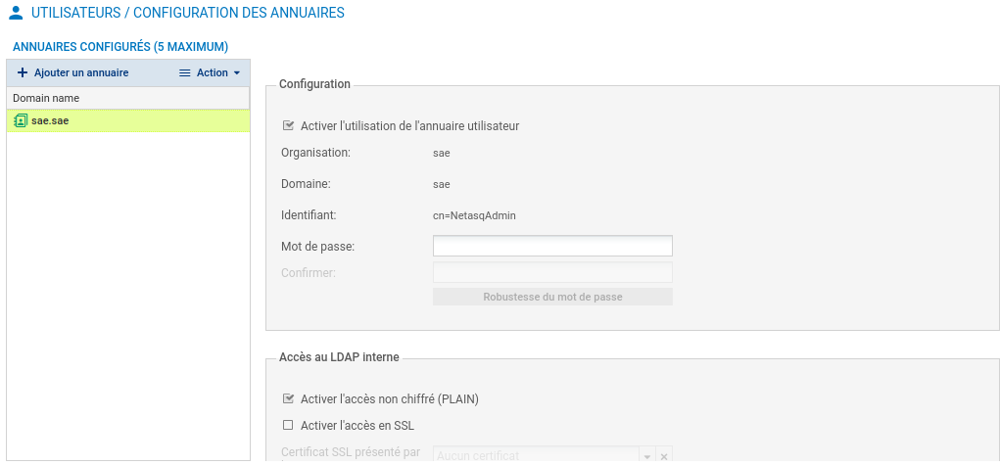 UTILISATEURS / CONFIGURATION DES ANNUAIRES
ANNUAIRES CONFIGURÉS (5 MAXIMUM)
Ajouter un annuaire Action
Domain name
sae.sae
Configuration
Activer l'utilisation de l'annuaire utilisateur
Organisation: sae
Domaine: sae
Identifiant: cn=NetasqAdmin
Mot de passe:
Confirmer:
Robustesse du mot de passe
Accès au LDAP interne
Activer l'accès non chiffré (PLAIN)
Activer l'accès en SSL
Certificat SSL présenté par Aucun certificat